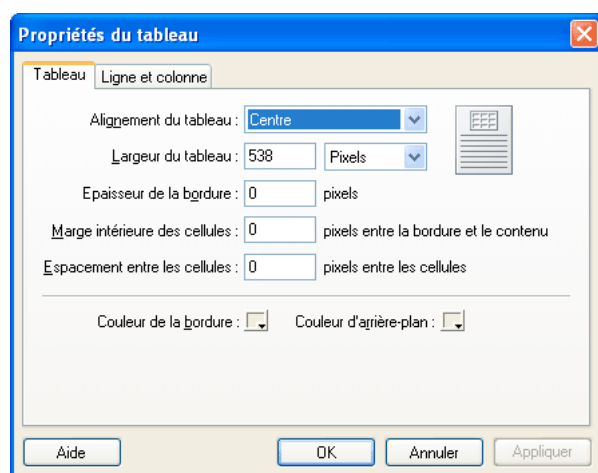 Propriétés du tableau
Tableau Ligne et colonne
Alignement du tableau : Centre
Largeur du tableau : 538 Pixels
Epaisseur de la bordure : 0 pixels
Marge intérieure des cellules : 0 pixels entre la bordure et le contenu
Espacement entre les cellules : 0 pixels entre les cellules
Couleur de la bordure : Couleur d'arrière-plan :
Aide OK Annuler Appliquer